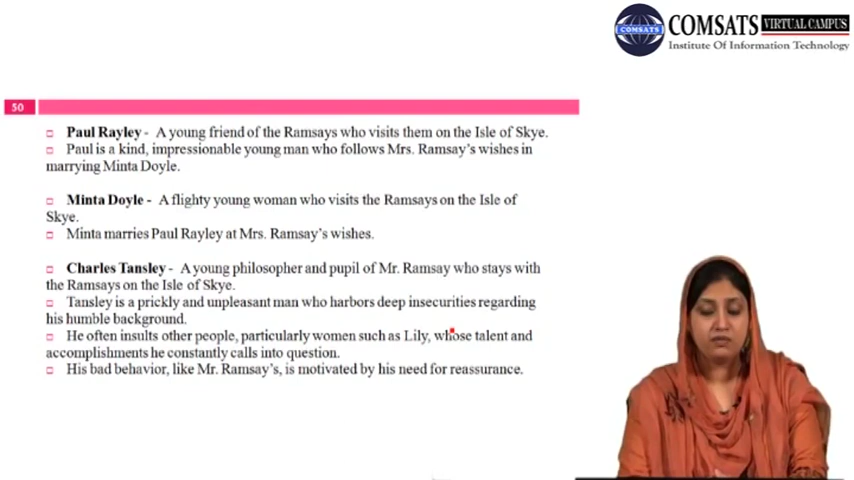 COMSATS
COMSATS VIRTUAL CAMPUS
Institute Of Information Technology
50
Paul Rayley - A young friend of the Ramsays who visits them on the Isle of Skye.
Paul is a kind, impressionable young man who follows Mrs. Ramsay's wishes in
marrying Minta Doyle.
Minta Doyle - A flighty young woman who visits the Ramsays on the Isle of
Skye.
Minta marries Paul Rayley at Mrs. Ramsay's wishes.
Charles Tansley - A young philosopher and pupil of Mr. Ramsay who stays with
the Ramsays on the Isle of Skye.
Tansley is a prickly and unpleasant man who harbors deep insecurities regarding
his humble background.
He often insults other people, particularly women such as Lily, whose talent and
accomplishments he constantly calls into question.
His bad behavior, like Mr. Ramsay's, is motivated by his need for reassurance.